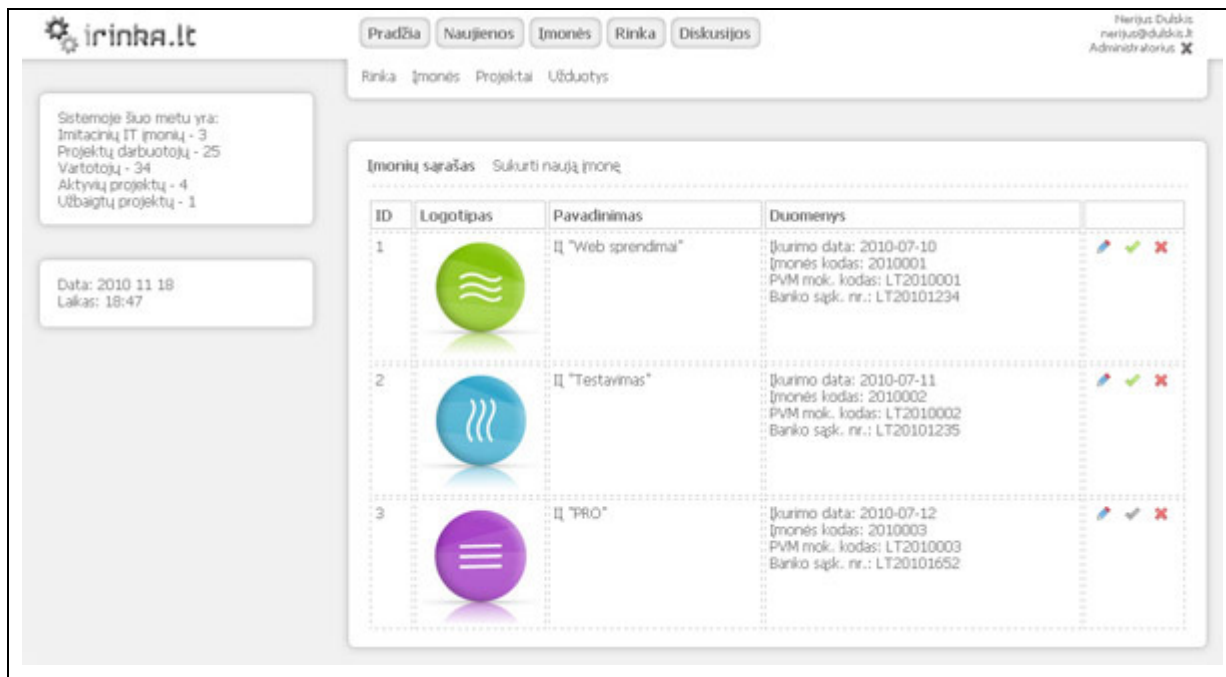 irinka.lt
Pradžia Naujienos Įmonės Rinka Diskusijos
Nerijus Dulskis
nerijus@dulskis.lt
Administratorius
Rinka Įmonės Projektai Užduotys
Sistemoje šiuo metu yra:
Imitacinių IT įmonių - 3
Projektų darbuotojų - 25
Vartotojų - 34
Aktyvių projektų - 4
Užbaigtų projektų - 1
Data: 2010 11 18
Laikas: 18:47
Įmonių sąrašas Sukurti naują įmonę
ID Logotipas Pavadinimas Duomenys
1 IĮ "Web sprendimai" Įkurimo data: 2010-07-10
Įmonės kodas: 2010001
PVM mok. kodas: LT2010001
Banko sąsk. nr.: LT20101234
2 IĮ "Testavimas" Įkurimo data: 2010-07-11
Įmonės kodas: 2010002
PVM mok. kodas: LT2010002
Banko sąsk. nr.: LT20101235
3 IĮ "PRO" Įkurimo data: 2010-07-12
Įmonės kodas: 2010003
PVM mok. kodas: LT2010003
Banko sąsk. nr.: LT20101652